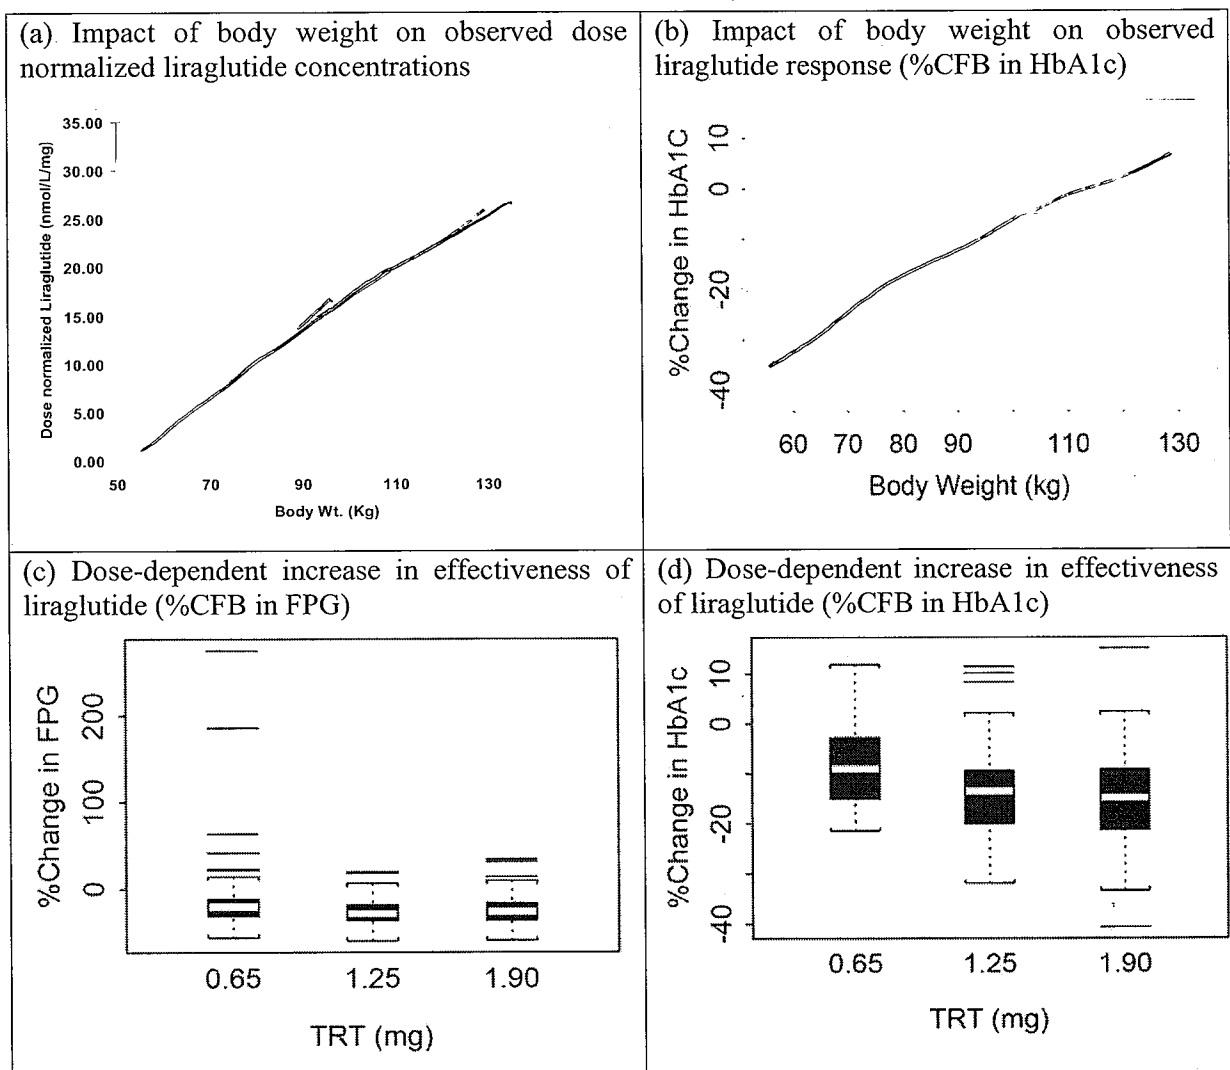 (a) Impact of body weight on observed dose
normalized liraglutide concentrations
Dose normalized Liraglutide (nmol/L/mg)
35.00
30.00
25.00
20.00
15.00
10.00
5.00
0.00
50 70 90 110 130
Body Wt. (Kg)
(b) Impact of body weight on observed
liraglutide response (%CFB in HbA1c)
%Change in HbA1C
10
0
-20
-40
60 70 80 90 110 130
Body Weight (kg)
(c) Dose-dependent increase in effectiveness of
liraglutide (%CFB in FPG)
%Change in FPG
200
100
0
0.65 1.25 1.90
TRT (mg)
(d) Dose-dependent increase in effectiveness
of liraglutide (%CFB in HbA1c)
%Change in HbA1c
10
0
-20
-40
0.65 1.25 1.90
TRT (mg)